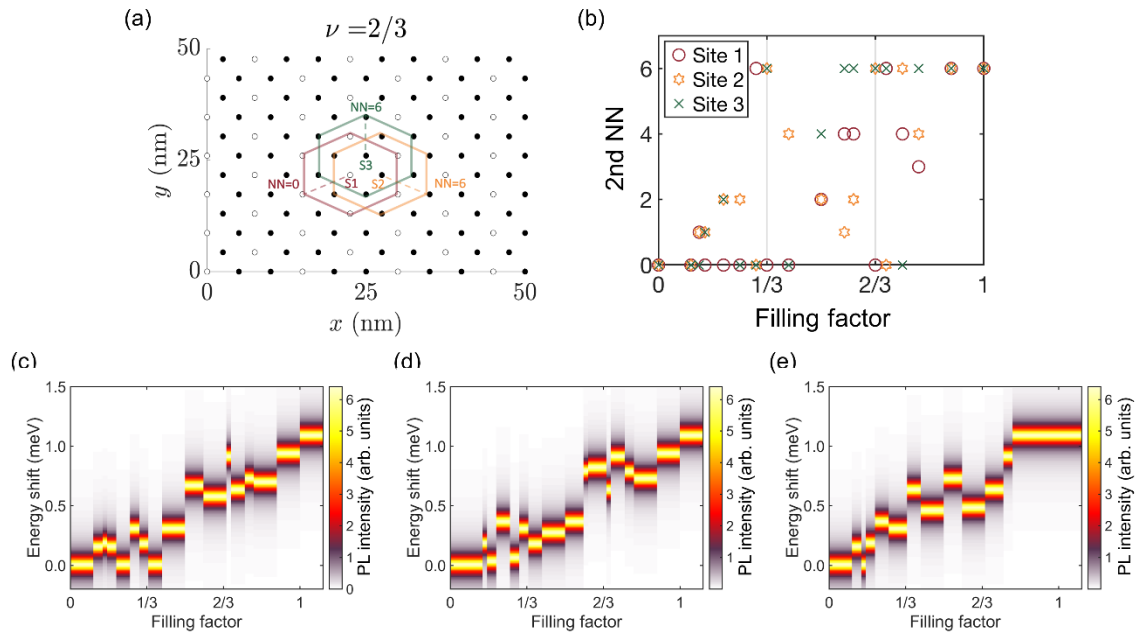 (a)
ν = 2/3
50
25
0
y (nm)
NN=6
S3
NN=0
S1
S2
NN=6
0
25
50
x (nm)
(b)
6
4
2
0
2nd NN
Site 1
Site 2
Site 3
0
1/3
2/3
1
Filling factor
(c)
1.5
1.0
0.5
0.0
Energy shift (meV)
0
1/3
2/3
1
Filling factor
6
5
4
3
2
1
0
PL intensity (arb. units)
(d)
1.5
1.0
0.5
0.0
Energy shift (meV)
0
1/3
2/3
1
Filling factor
6
5
4
3
2
1
PL intensity (arb. units)
(e)
1.5
1.0
0.5
0.0
Energy shift (meV)
0
1/3
2/3
1
Filling factor
6
5
4
3
2
1
PL intensity (arb. units)